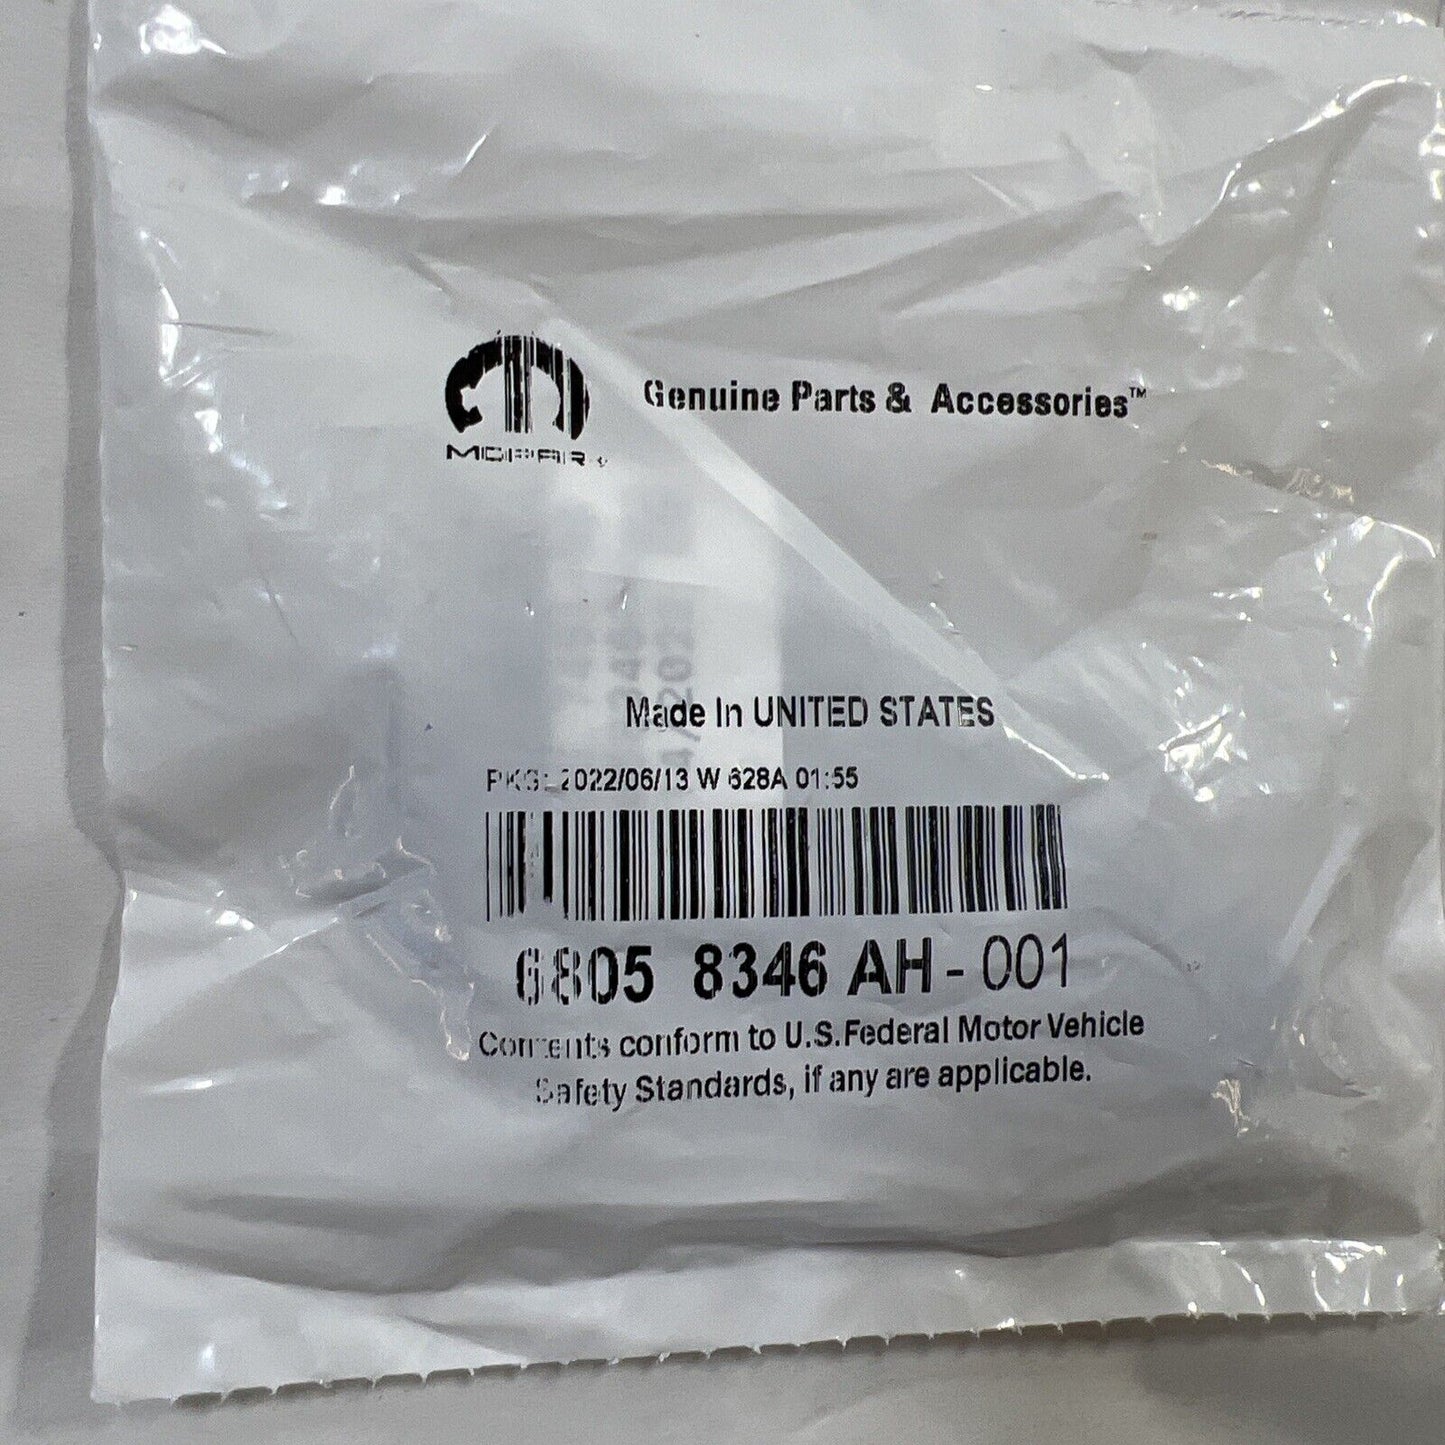 MOPAR
Genuine Parts & Accessories™
Made In UNITED STATES
PKG: 2022/06/13 W 628A 01:55
6805 8346 AH-001
Contents conform to U.S.Federal Motor Vehicle
Safety Standards, if any are applicable.